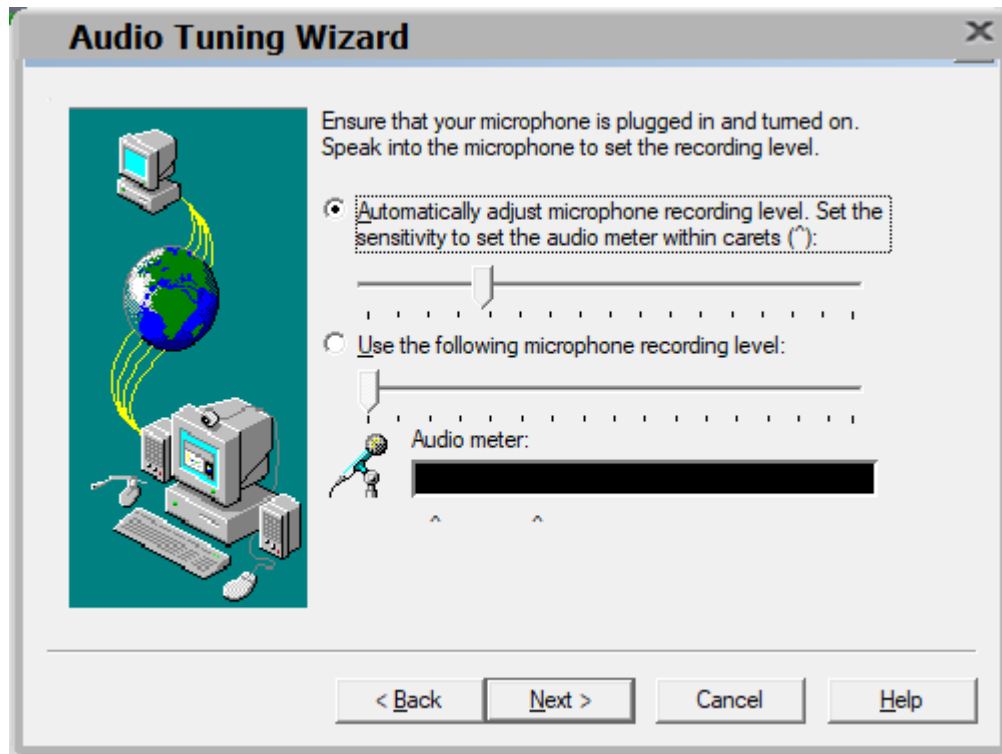 Audio Tuning Wizard
Ensure that your microphone is plugged in and turned on.
Speak into the microphone to set the recording level.
Automatically adjust microphone recording level. Set the
sensitivity to set the audio meter within carets (^):
Use the following microphone recording level:
Audio meter:
^ ^
< Back Next > Cancel Help